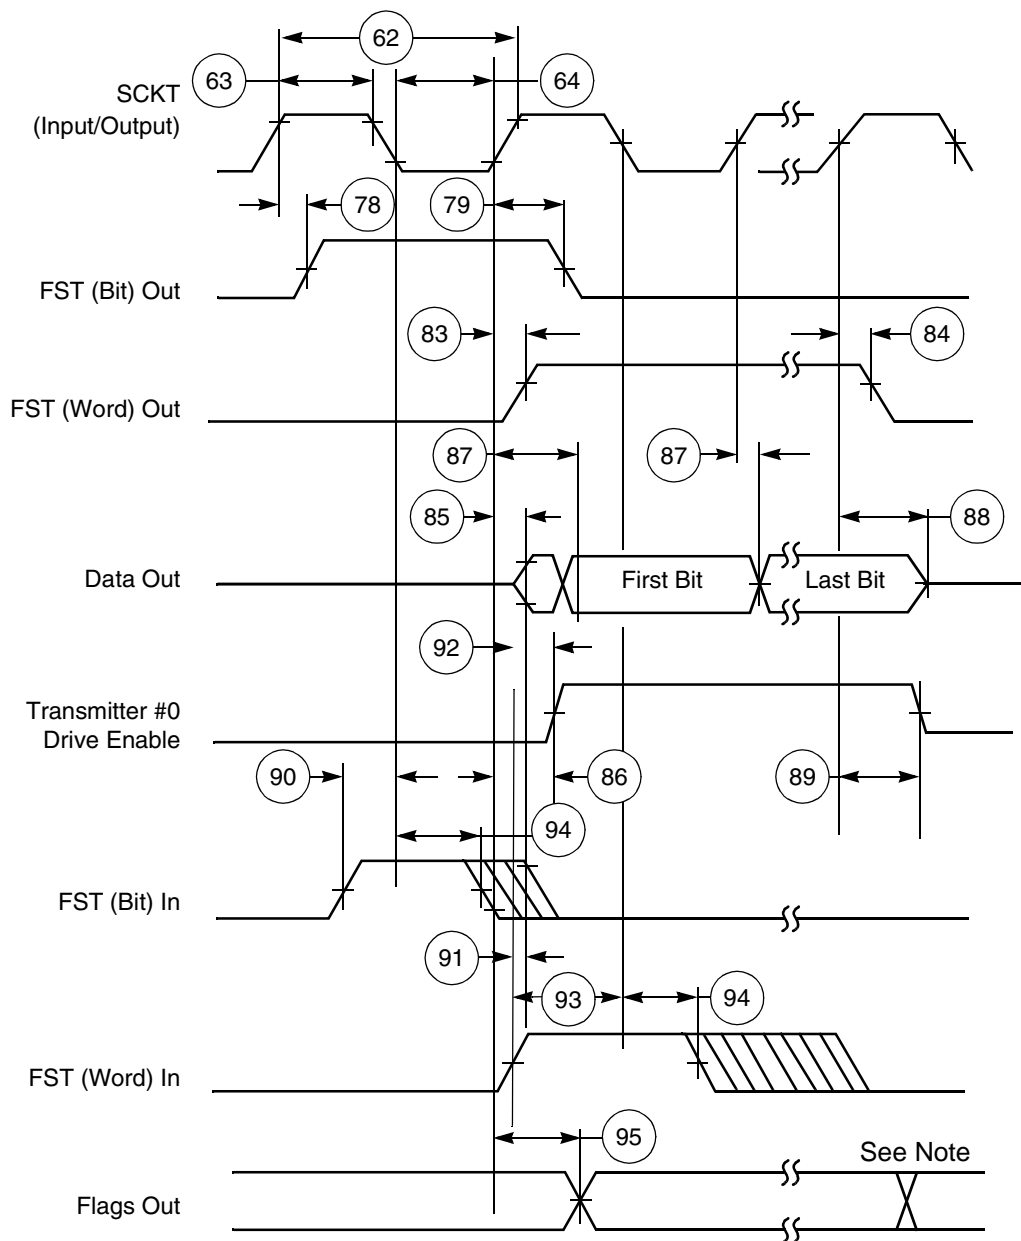 62
63
64
SCKT
(Input/Output)
78
79
FST (Bit) Out
83
84
FST (Word) Out
87
87
85
88
Data Out
First Bit
Last Bit
92
Transmitter #0
Drive Enable
90
86
89
94
FST (Bit) In
91
93
94
FST (Word) In
95
See Note
Flags Out